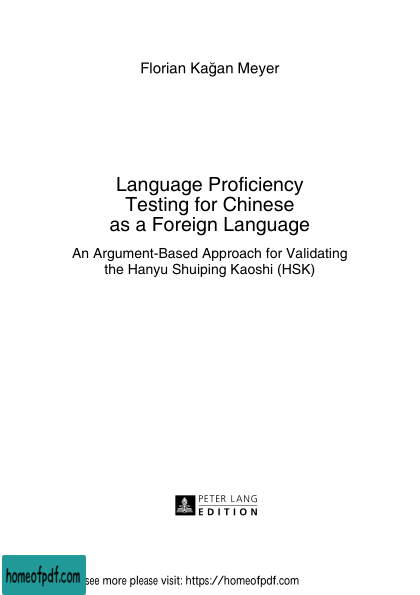 Florian Kağan Meyer
Language Proficiency
Testing for Chinese
as a Foreign Language
An Argument-Based Approach for Validating
the Hanyu Shuiping Kaoshi (HSK)
PETER LANG
EDITION
homeofpdf.com
see more please visit: https://homeofpdf.com